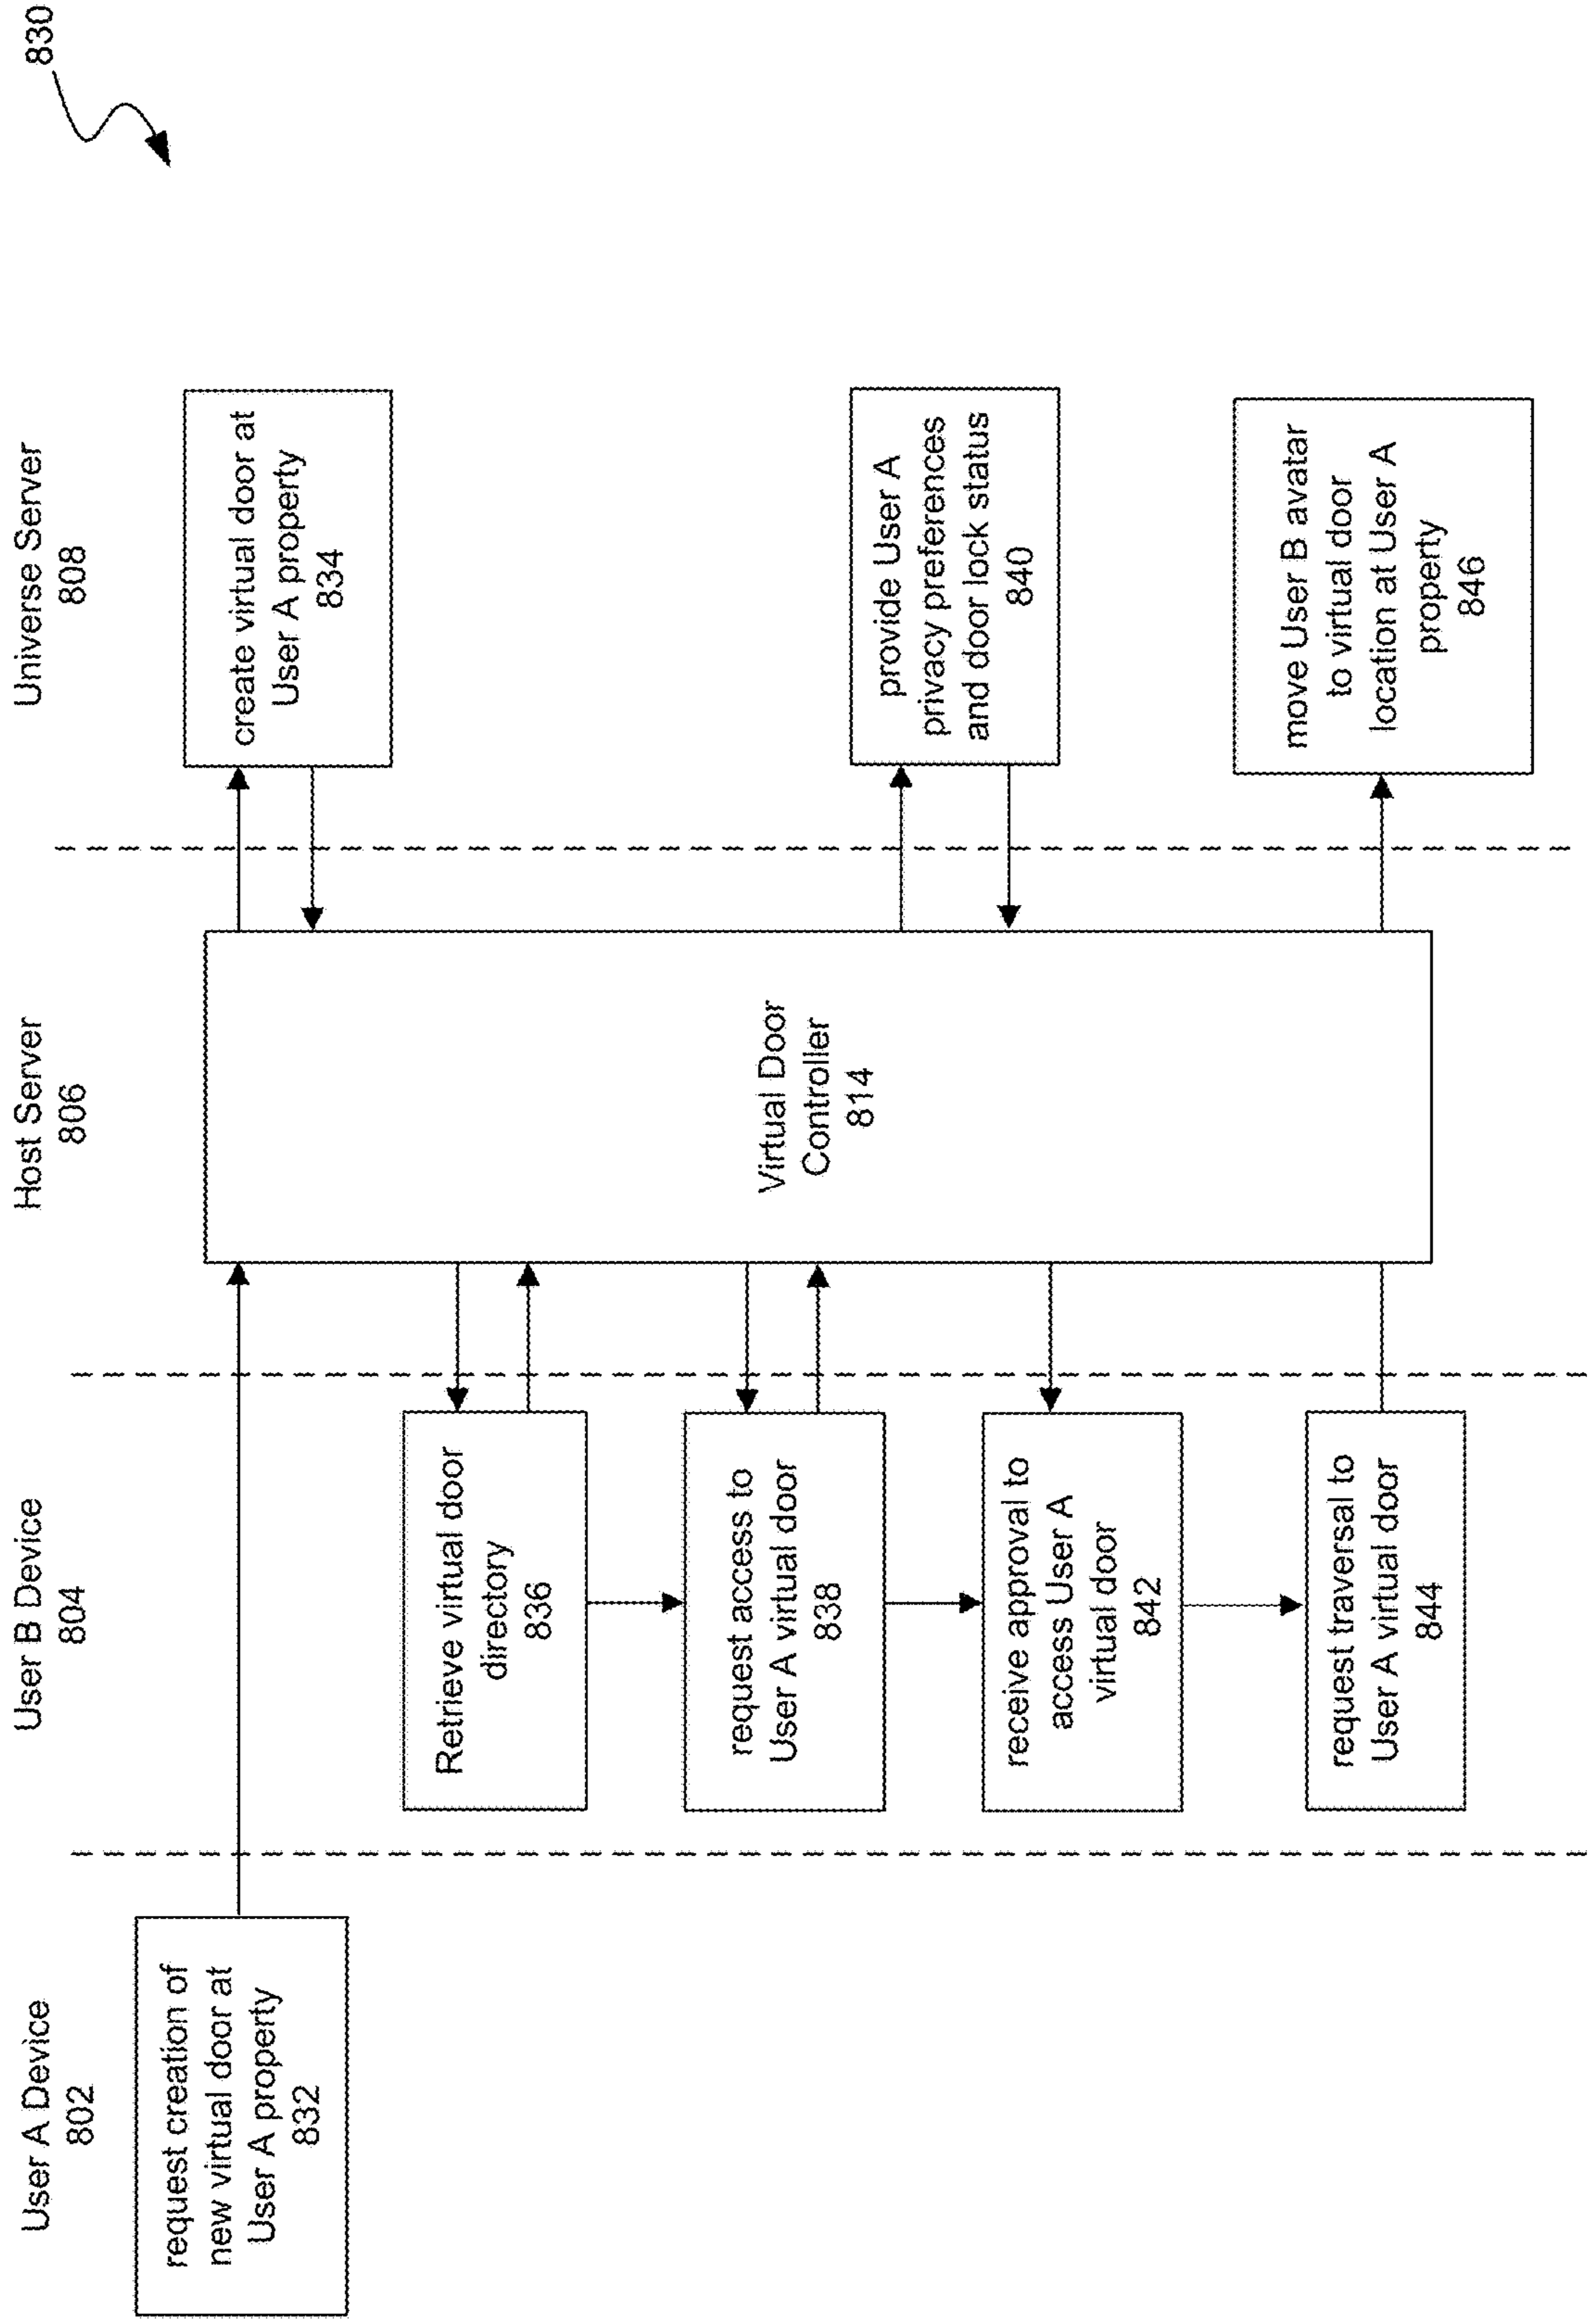 830
User A Device
802
User B Device
804
Host Server
806
Universe Server
808
request creation of
new virtual door at
User A property
832
create virtual door at
User A property
834
Retrieve virtual door
directory
836
request access to
User A virtual door
838
Virtual Door
Controller
814
provide User A
privacy preferences
and door lock status
840
receive approval to
access User A
virtual door
842
request traversal to
User A virtual door
844
move User B avatar
to virtual door
location at User A
property
846